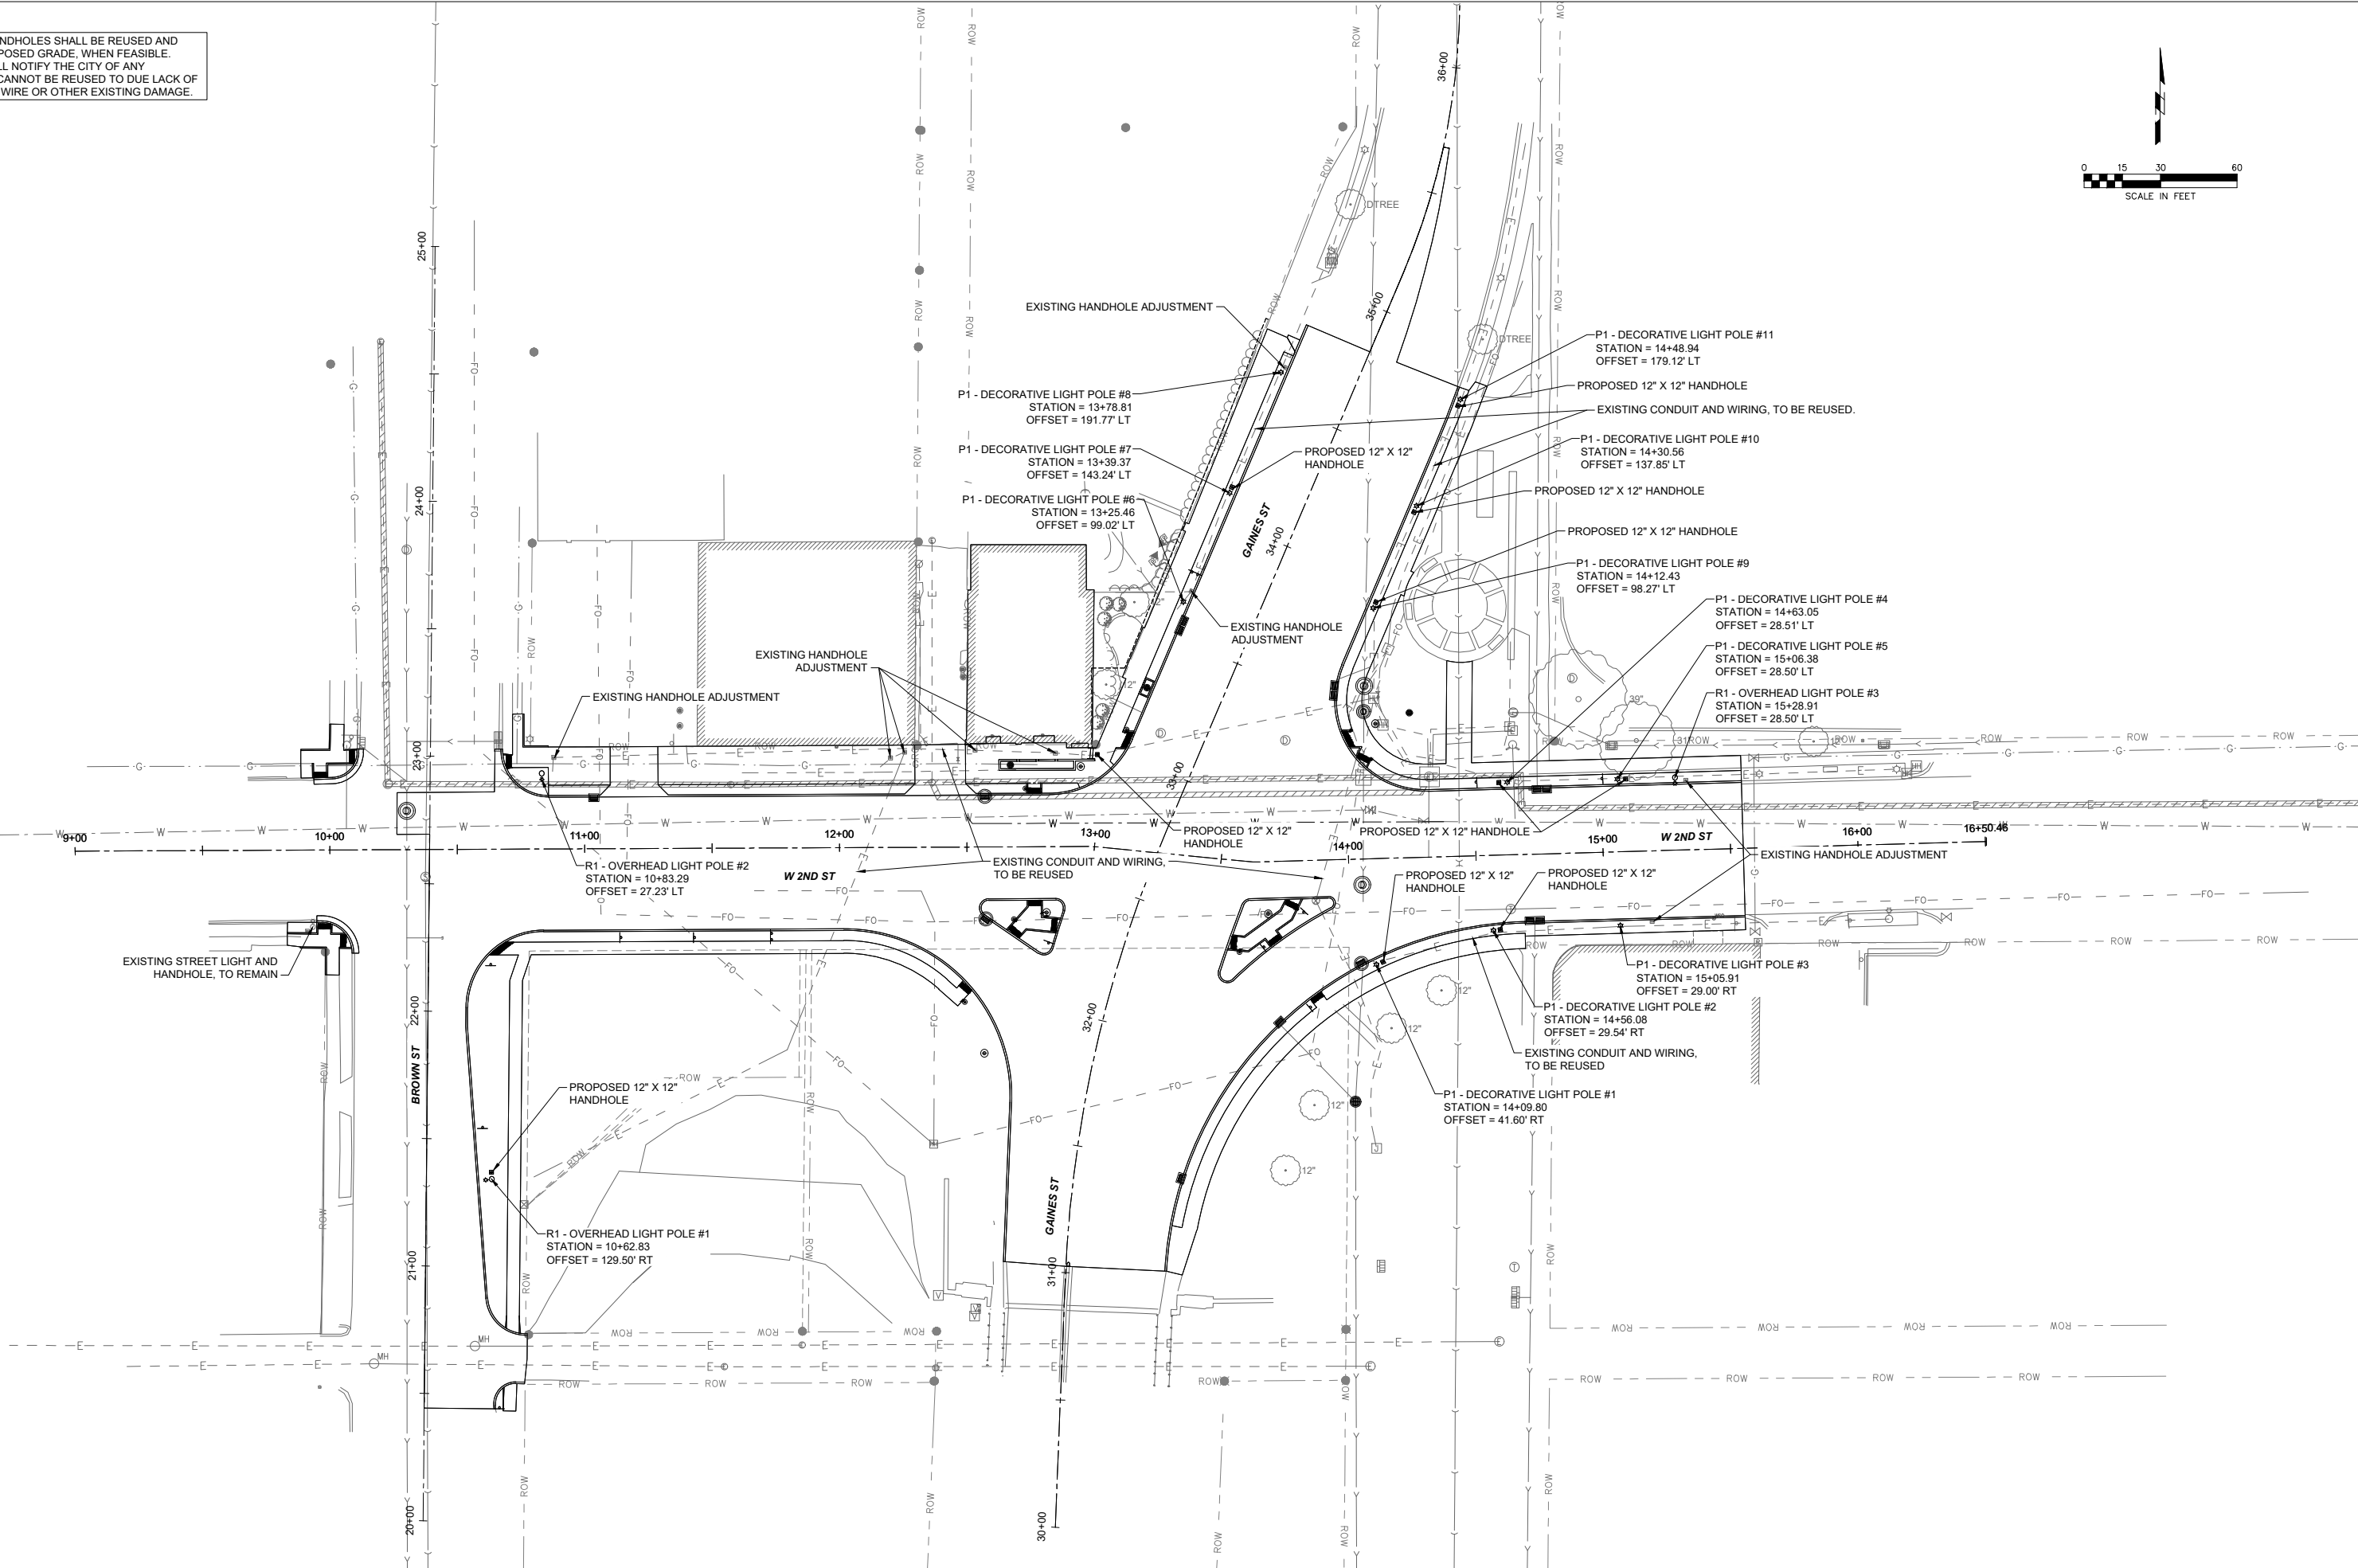 NDHOLES SHALL BE REUSED AND
POSED GRADE, WHEN FEASIBLE.
LL NOTIFY THE CITY OF ANY
CANNOT BE REUSED TO DUE LACK OF
WIRE OR OTHER EXISTING DAMAGE.
0 15 30 60
SCALE IN FEET
36+00
35+00
34+00
33+00
32+00
31+00
30+00
25+00
24+00
23+00
22+00
21+00
20+00
DTREE
DTREE
EXISTING HANDHOLE ADJUSTMENT
P1 - DECORATIVE LIGHT POLE #8
STATION = 13+78.81
OFFSET = 191.77' LT
P1 - DECORATIVE LIGHT POLE #7
STATION = 13+39.37
OFFSET = 143.24' LT
P1 - DECORATIVE LIGHT POLE #6
STATION = 13+25.46
OFFSET = 99.02' LT
PROPOSED 12" X 12"
HANDHOLE
GAINES ST
P1 - DECORATIVE LIGHT POLE #11
STATION = 14+48.94
OFFSET = 179.12' LT
PROPOSED 12" X 12" HANDHOLE
EXISTING CONDUIT AND WIRING, TO BE REUSED.
P1 - DECORATIVE LIGHT POLE #10
STATION = 14+30.56
OFFSET = 137.85' LT
PROPOSED 12" X 12" HANDHOLE
PROPOSED 12" X 12" HANDHOLE
P1 - DECORATIVE LIGHT POLE #9
STATION = 14+12.43
OFFSET = 98.27' LT
P1 - DECORATIVE LIGHT POLE #4
STATION = 14+63.05
OFFSET = 28.51' LT
P1 - DECORATIVE LIGHT POLE #5
STATION = 15+06.38
OFFSET = 28.50' LT
R1 - OVERHEAD LIGHT POLE #3
STATION = 15+28.91
OFFSET = 28.50' LT
EXISTING HANDHOLE
ADJUSTMENT
EXISTING HANDHOLE
ADJUSTMENT
EXISTING HANDHOLE ADJUSTMENT
12"
39"
9+00
10+00
11+00
12+00
13+00
14+00
15+00
16+00
16+50.46
W 2ND ST
W 2ND ST
PROPOSED 12" X 12"
HANDHOLE
PROPOSED 12" X 12" HANDHOLE
EXISTING HANDHOLE ADJUSTMENT
R1 - OVERHEAD LIGHT POLE #2
STATION = 10+83.29
OFFSET = 27.23' LT
EXISTING CONDUIT AND WIRING,
TO BE REUSED
PROPOSED 12" X 12"
HANDHOLE
PROPOSED 12" X 12"
HANDHOLE
EXISTING STREET LIGHT AND
HANDHOLE, TO REMAIN
P1 - DECORATIVE LIGHT POLE #3
STATION = 15+05.91
OFFSET = 29.00' RT
P1 - DECORATIVE LIGHT POLE #2
STATION = 14+56.08
OFFSET = 29.54' RT
EXISTING CONDUIT AND WIRING,
TO BE REUSED
P1 - DECORATIVE LIGHT POLE #1
STATION = 14+09.80
OFFSET = 41.60' RT
12"
12"
12"
12"
BROWN ST
PROPOSED 12" X 12"
HANDHOLE
R1 - OVERHEAD LIGHT POLE #1
STATION = 10+62.83
OFFSET = 129.50' RT
GAINES ST
MH
MH
ROW
FO
E
G
W